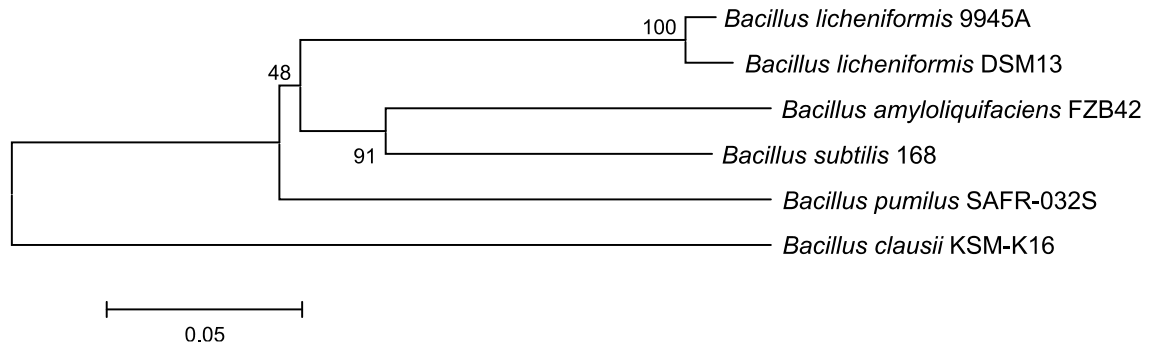 Bacillus licheniformis 9945A
100
Bacillus licheniformis DSM13
48
Bacillus amyloliquifaciens FZB42
91
Bacillus subtilis 168
Bacillus pumilus SAFR-032S
Bacillus clausii KSM-K16
0.05